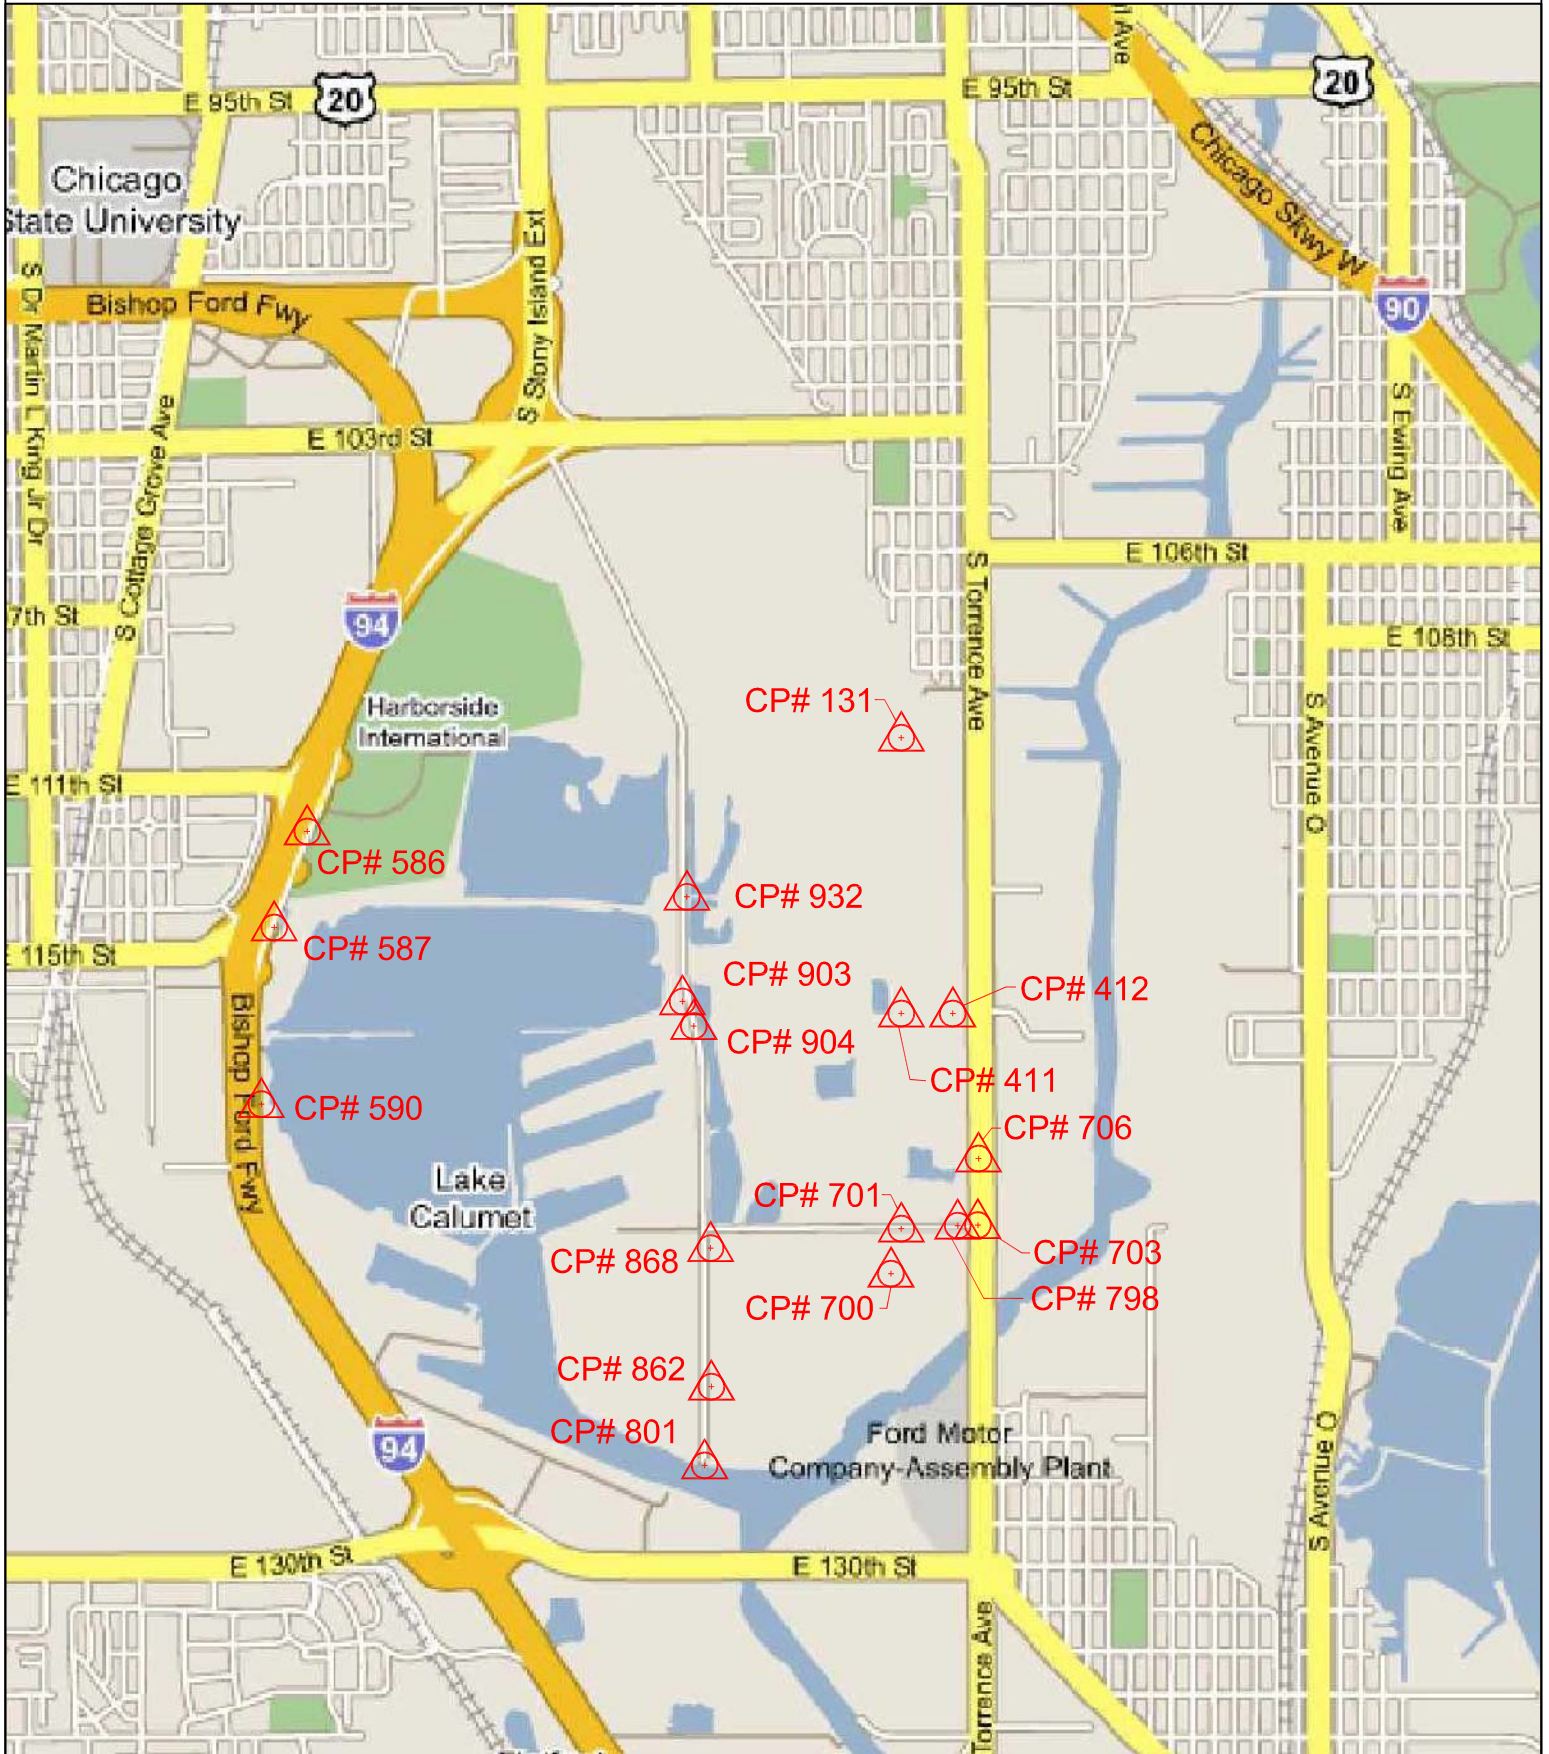 Ave
E 95th St
20
E 95th St
20
Chicago Skwy W
Chicago
State University
S Dr Martin L King Jr Dr
Bishop Ford Fwy
S Stony Island Ext
90
S Cottage Grove Ave
E 103rd St
S Ewing Ave
S Torrence Ave
E 106th St
7th St
94
E 108th St
Harborside
International
CP# 131
S Avenue O
E 111th St
CP# 586
CP# 932
CP# 587
E 115th St
CP# 903
CP# 412
Bishop Ford Fwy
CP# 904
CP# 411
CP# 590
CP# 706
Lake
Calumet
CP# 701
CP# 703
CP# 868
CP# 798
CP# 700
CP# 862
CP# 801
Ford Motor
Company-Assembly Plant
94
S Avenue O
E 130th St
E 130th St
Torrence Ave